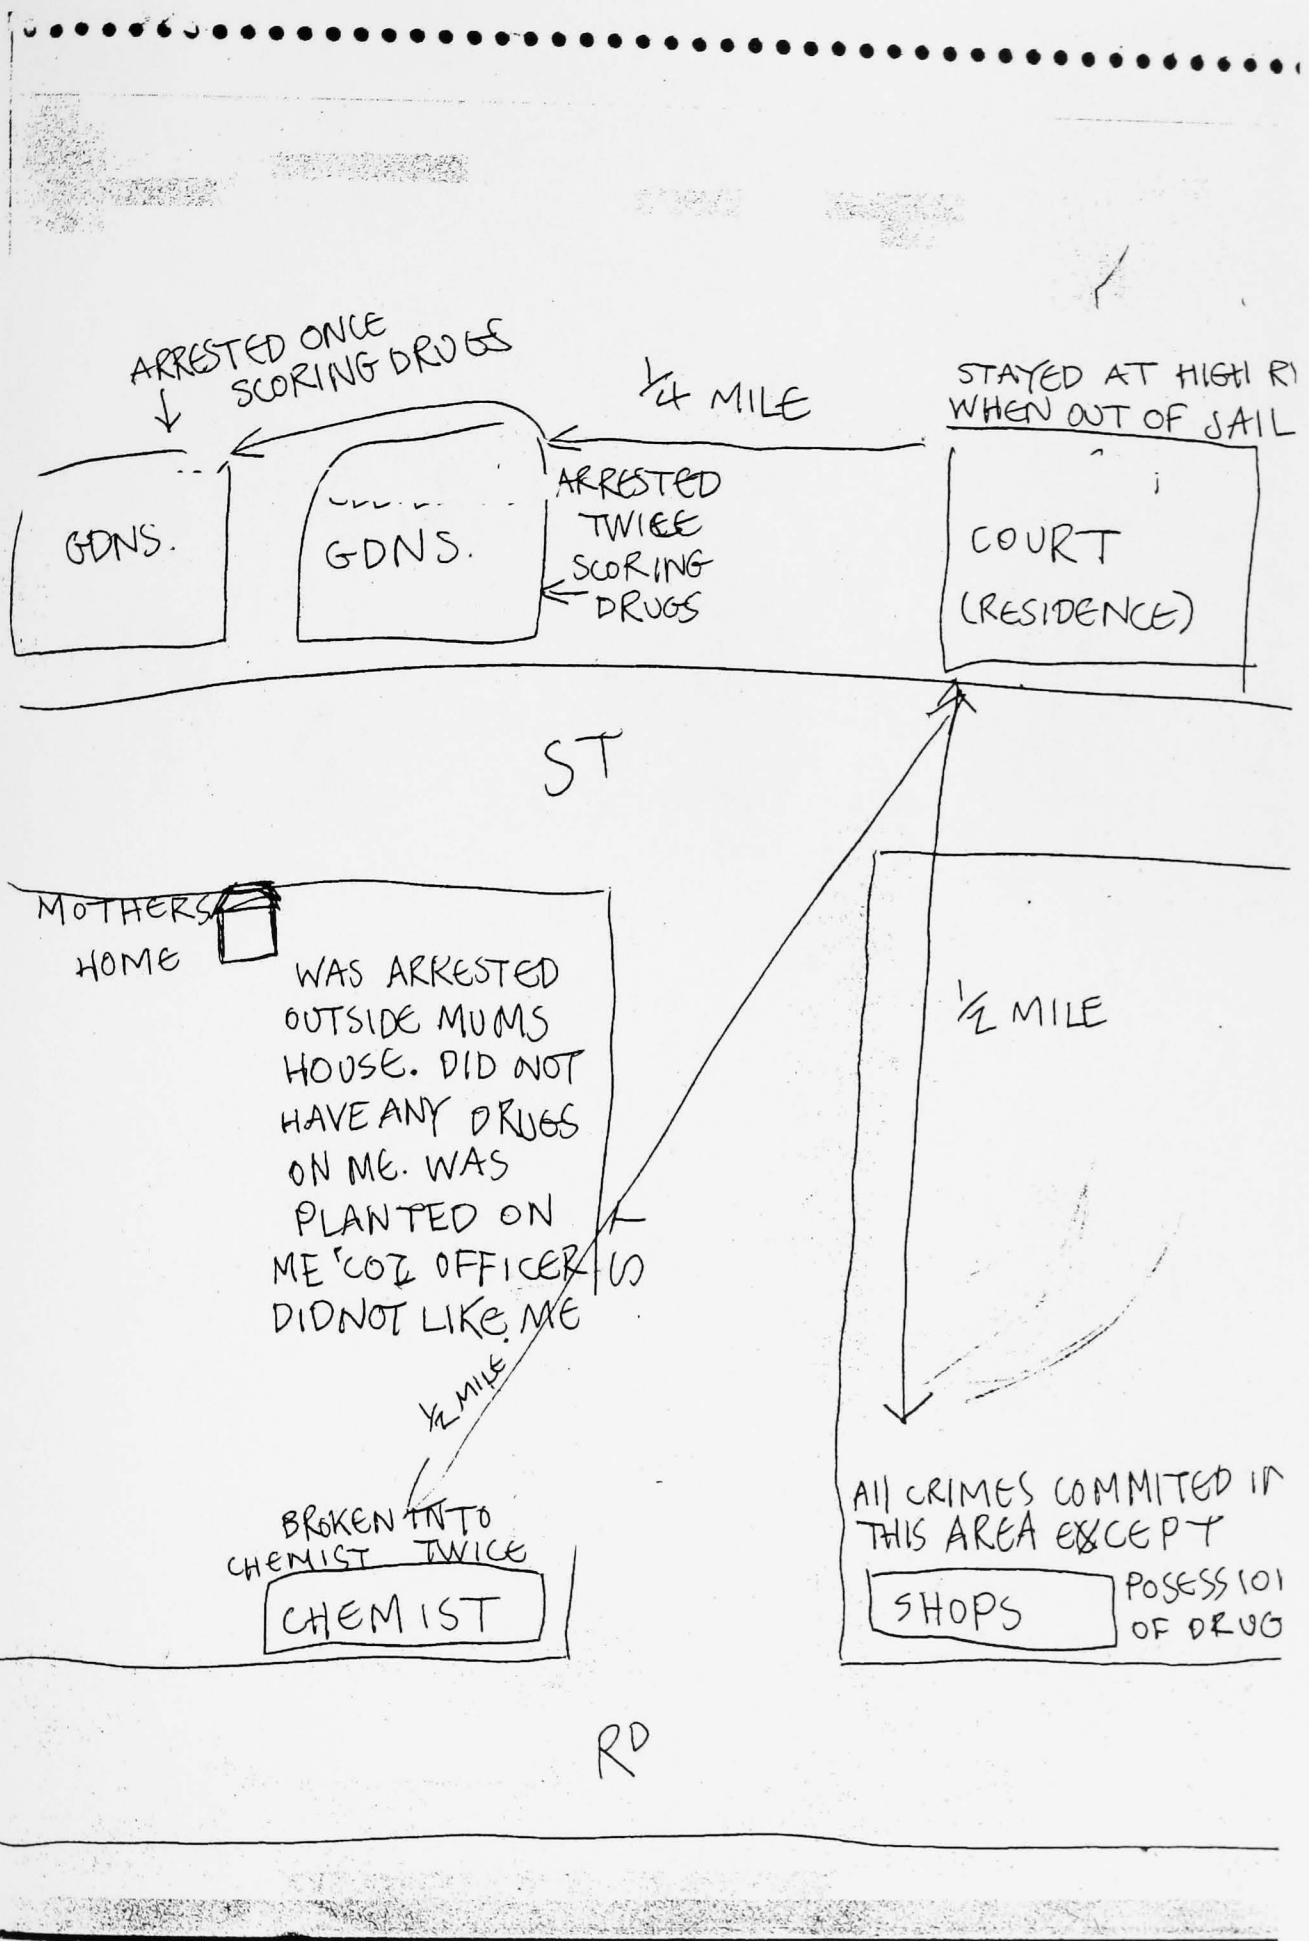 ARRESTED ONCE
SCORING DRUGS
1/4 MILE
STAYED AT HIGH
WHEN OUT OF JAIL
GDNS.
GDNS.
ARRESTED
TWICE
SCORING
DRUGS
COURT
(RESIDENCE)
ST
MOTHERS
HOME
WAS ARRESTED
OUTSIDE MUMS
HOUSE. DID NOT
HAVE ANY DRUGS
ON ME. WAS
PLANTED ON
ME 'COZ OFFICER
DIDNOT LIKE ME
ST
1/2 MILE
1/2 MILE
BROKEN INTO
CHEMIST TWICE
CHEMIST
All CRIMES COMMITED
THIS AREA EXCEPT
SHOPS
OF
RD